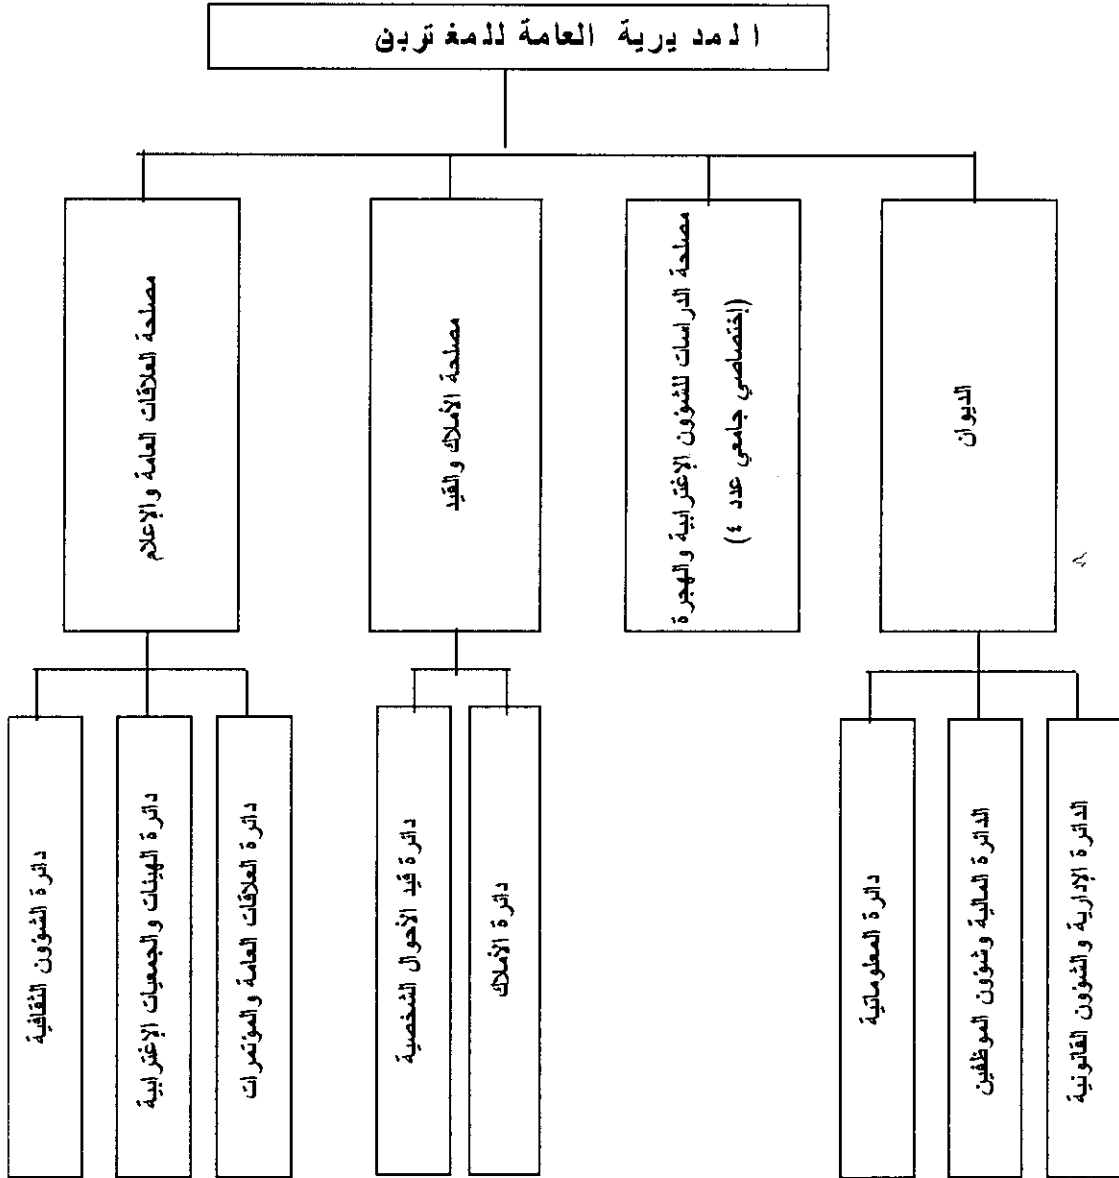 المديرية العامة للمغتربين
الديوان
مصلحة الدراسات للشؤون الإغترابية والهجرة
(إختصاصي جامعي عدد ٤)
مصلحة الأملاك والقيد
مصلحة العلاقات العامة والإعلام
الدائرة الإدارية والشؤون القانونية
الدائرة المالية وشؤون الموظفين
دائرة المعلوماتية
دائرة الأملاك
دائرة قيد الأحوال الشخصية
دائرة العلاقات العامة والمؤتمرات
دائرة الهيئات والجمعيات الإغترابية
دائرة الشؤون الثقافية